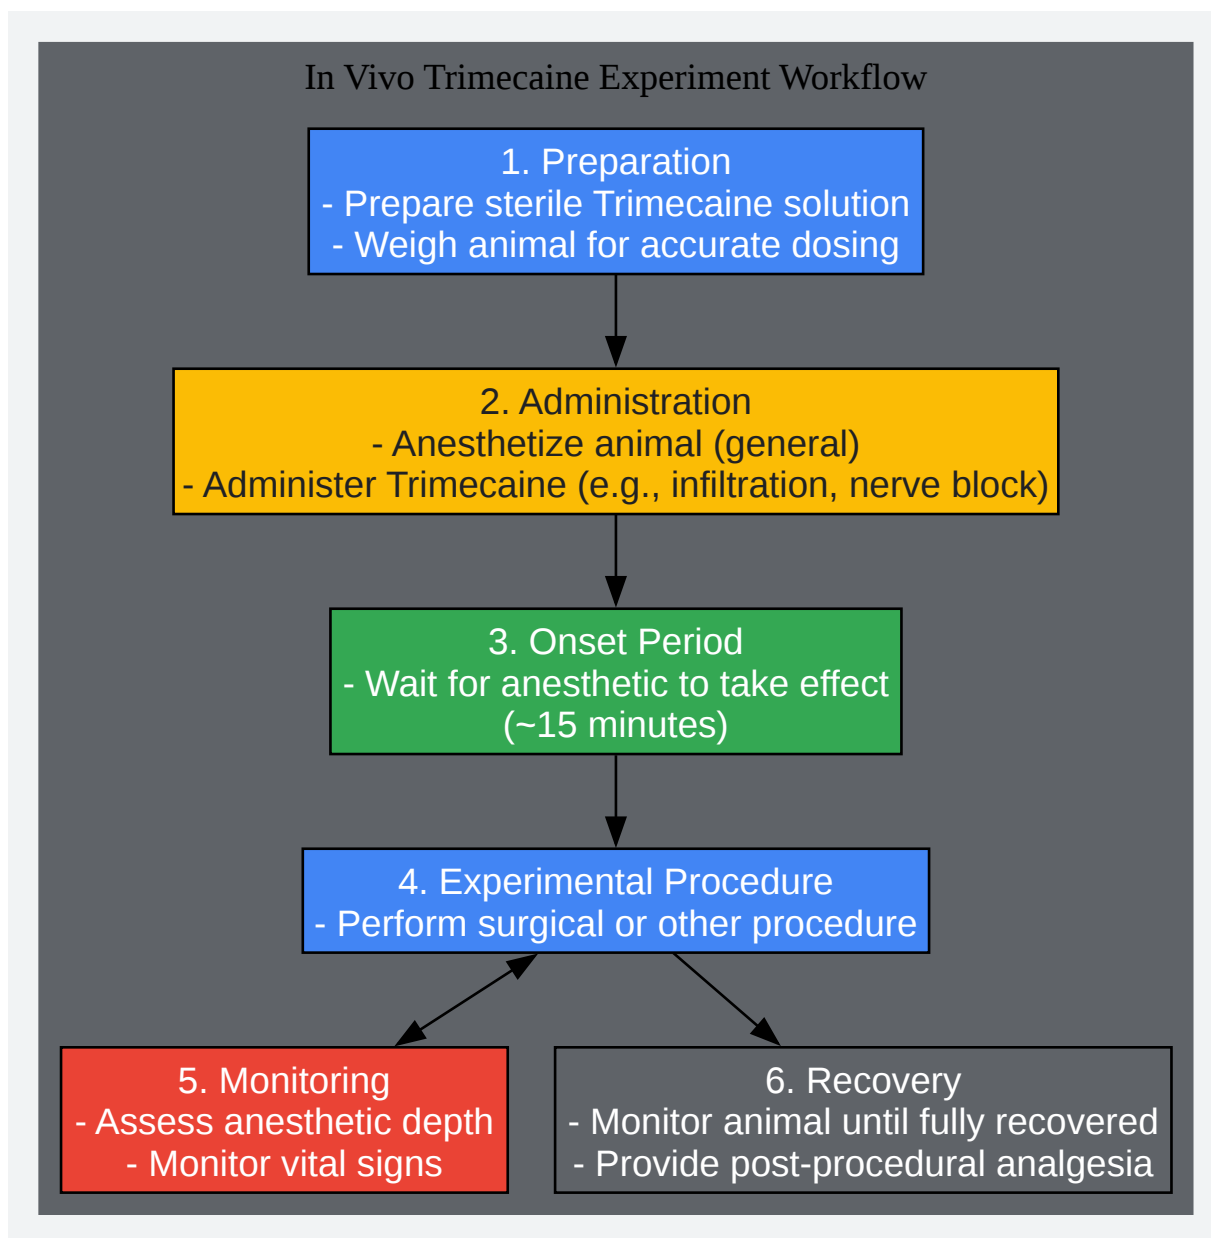 In Vivo Trimecaine Experiment Workflow
1. Preparation
- Prepare sterile Trimecaine solution
- Weigh animal for accurate dosing
2. Administration
- Anesthetize animal (general)
- Administer Trimecaine (e.g., infiltration, nerve block)
3. Onset Period
- Wait for anesthetic to take effect
(~15 minutes)
4. Experimental Procedure
- Perform surgical or other procedure
5. Monitoring
- Assess anesthetic depth
- Monitor vital signs
6. Recovery
- Monitor animal until fully recovered
- Provide post-procedural analgesia